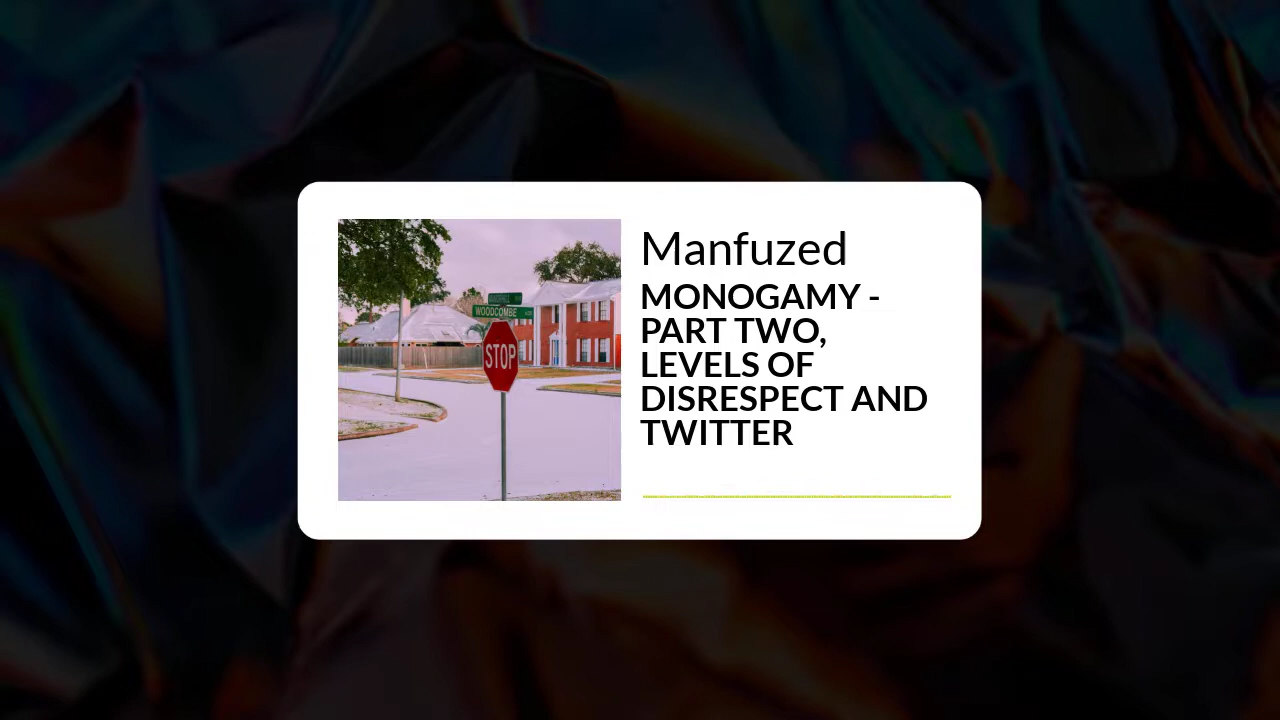 Manfuzed
MONOGAMY -
PART TWO,
LEVELS OF
DISRESPECT AND
TWITTER
WOODCOMBE
STOP